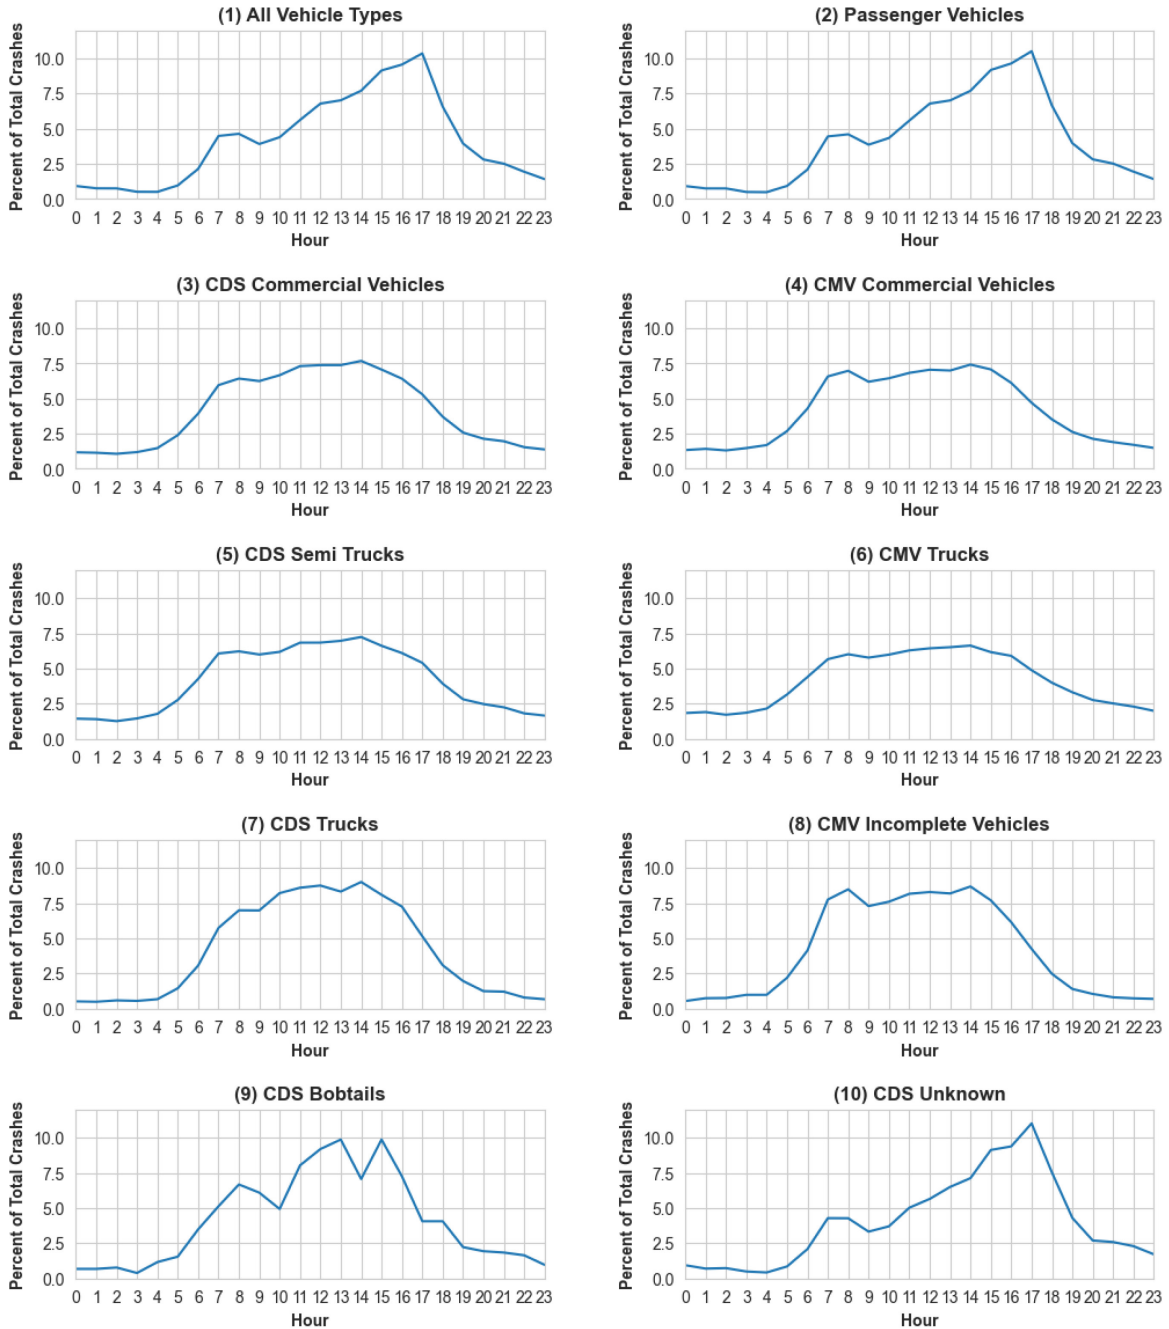 (1) All Vehicle Types
Percent of Total Crashes
10.0
7.5
5.0
2.5
0.0
0 1 2 3 4 5 6 7 8 9 10 11 12 13 14 15 16 17 18 19 20 21 22 23
Hour
(2) Passenger Vehicles
Percent of Total Crashes
10.0
7.5
5.0
2.5
0.0
0 1 2 3 4 5 6 7 8 9 10 11 12 13 14 15 16 17 18 19 20 21 22 23
Hour
(3) CDS Commercial Vehicles
Percent of Total Crashes
10.0
7.5
5.0
2.5
0.0
0 1 2 3 4 5 6 7 8 9 10 11 12 13 14 15 16 17 18 19 20 21 22 23
Hour
(4) CMV Commercial Vehicles
Percent of Total Crashes
10.0
7.5
5.0
2.5
0.0
0 1 2 3 4 5 6 7 8 9 10 11 12 13 14 15 16 17 18 19 20 21 22 23
Hour
(5) CDS Semi Trucks
Percent of Total Crashes
10.0
7.5
5.0
2.5
0.0
0 1 2 3 4 5 6 7 8 9 10 11 12 13 14 15 16 17 18 19 20 21 22 23
Hour
(6) CMV Trucks
Percent of Total Crashes
10.0
7.5
5.0
2.5
0.0
0 1 2 3 4 5 6 7 8 9 10 11 12 13 14 15 16 17 18 19 20 21 22 23
Hour
(7) CDS Trucks
Percent of Total Crashes
10.0
7.5
5.0
2.5
0.0
0 1 2 3 4 5 6 7 8 9 10 11 12 13 14 15 16 17 18 19 20 21 22 23
Hour
(8) CMV Incomplete Vehicles
Percent of Total Crashes
10.0
7.5
5.0
2.5
0.0
0 1 2 3 4 5 6 7 8 9 10 11 12 13 14 15 16 17 18 19 20 21 22 23
Hour
(9) CDS Bobtails
Percent of Total Crashes
10.0
7.5
5.0
2.5
0.0
0 1 2 3 4 5 6 7 8 9 10 11 12 13 14 15 16 17 18 19 20 21 22 23
Hour
(10) CDS Unknown
Percent of Total Crashes
10.0
7.5
5.0
2.5
0.0
0 1 2 3 4 5 6 7 8 9 10 11 12 13 14 15 16 17 18 19 20 21 22 23
Hour